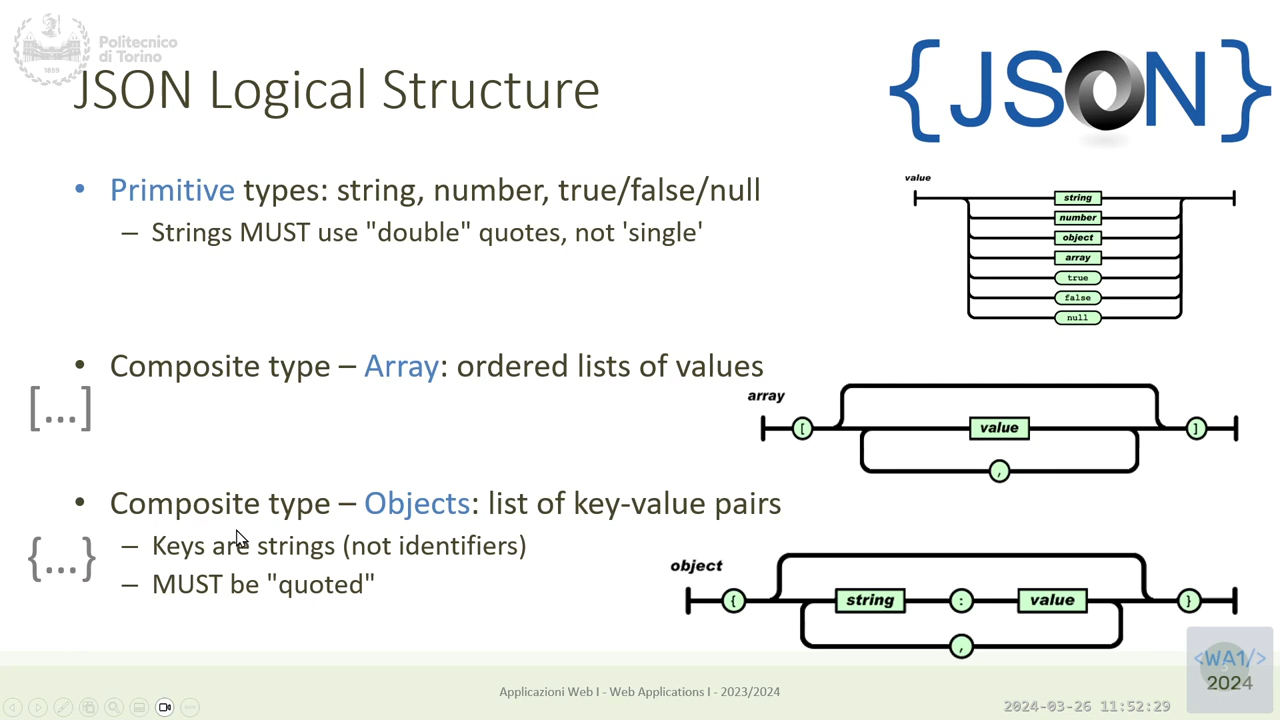 Politecnico
di Torino
1859
JSON Logical Structure
{JSON}
• Primitive types: string, number, true/false/null
– Strings MUST use "double" quotes, not 'single'
value
string
number
object
array
true
false
null
• Composite type – Array: ordered lists of values
[…]
array
[
value
]
,
• Composite type – Objects: list of key-value pairs
{…}
– Keys are strings (not identifiers)
– MUST be "quoted"
object
{
string
:
value
}
,
<WA1/>
2024
Applicazioni Web I - Web Applications I - 2023/2024
2024-03-26 11:52:29